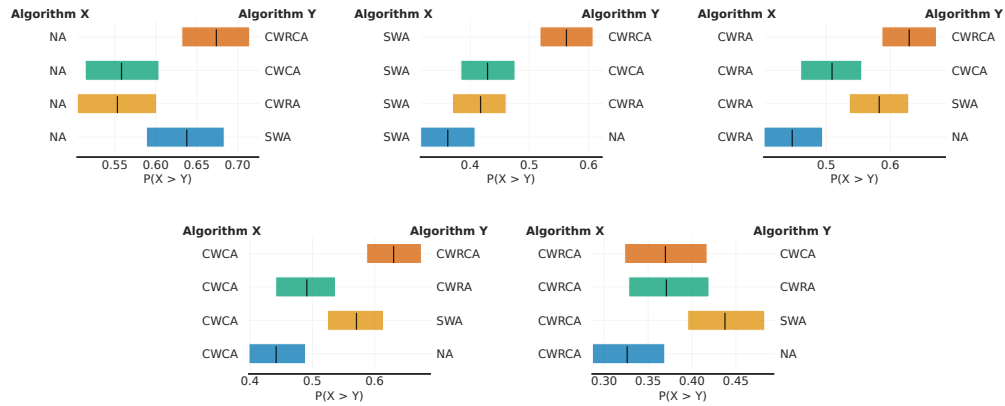 Algorithm X Algorithm Y
NA CWRCA
NA CWCA
NA CWRA
NA SWA
0.55 0.60 0.65 0.70
P(X > Y)
Algorithm X Algorithm Y
SWA CWRCA
SWA CWCA
SWA CWRA
SWA NA
0.4 0.5 0.6
P(X > Y)
Algorithm X Algorithm Y
CWRA CWRCA
CWRA CWCA
CWRA SWA
CWRA NA
0.5 0.6
P(X > Y)
Algorithm X Algorithm Y
CWCA CWRCA
CWCA CWRA
CWCA SWA
CWCA NA
0.4 0.5 0.6
P(X > Y)
Algorithm X Algorithm Y
CWRCA CWCA
CWRCA CWRA
CWRCA SWA
CWRCA NA
0.30 0.35 0.40 0.45
P(X > Y)